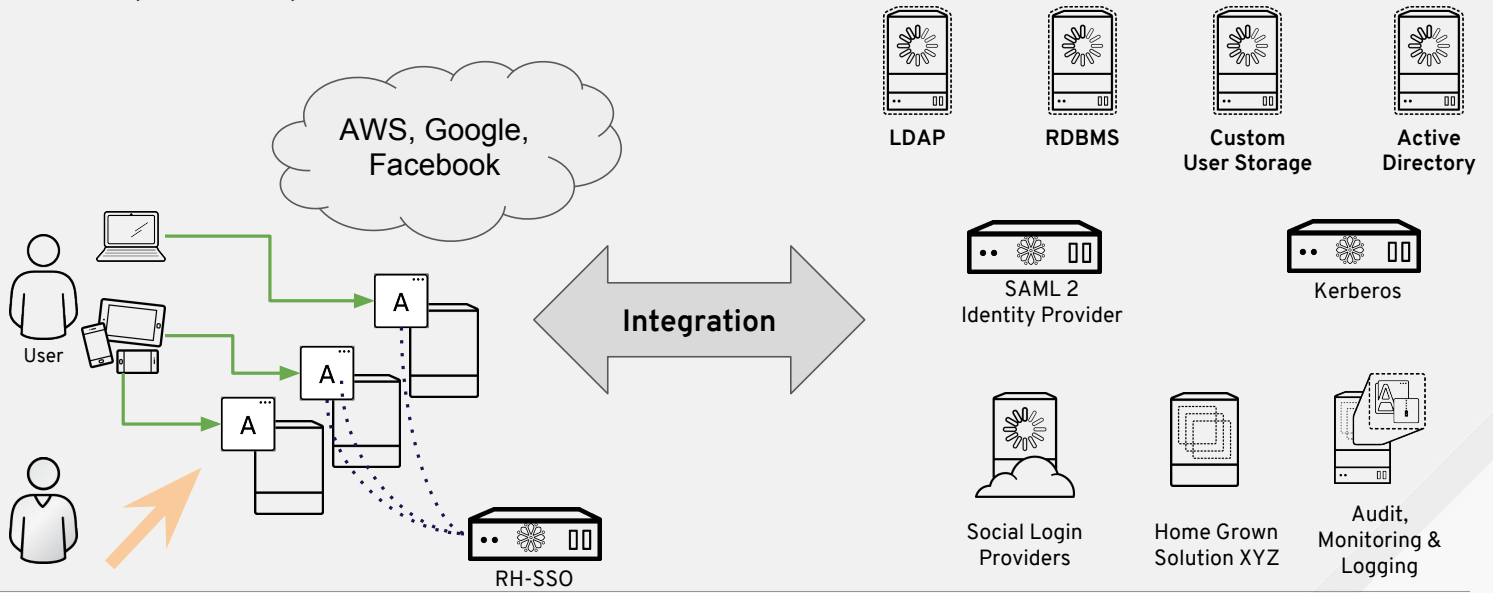 AWS, Google,
Facebook
User
A
A
A
RH-SSO
Integration
LDAP
RDBMS
Custom
User Storage
Active
Directory
SAML 2
Identity Provider
Kerberos
Social Login
Providers
Home Grown
Solution XYZ
Audit,
Monitoring &
Logging